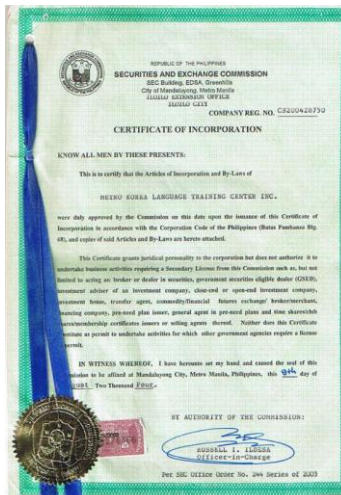 REPUBLIC OF THE PHILIPPINES
SECURITIES AND EXCHANGE COMMISSION
SEC Building, EDSA, Greenhills
City of Mandaluyong, Metro Manila
ILOILO EXTENSION OFFICE
ILOILO CITY
COMPANY REG. NO. CS200428750
CERTIFICATE OF INCORPORATION
KNOW ALL MEN BY THESE PRESENTS:
This is to certify that the Articles of Incorporation and By-Laws of
METRO KOREA LANGUAGE TRAINING CENTER INC.
were duly approved by the Commission on this date upon the issuance of this Certificate of
Incorporation in accordance with the Corporation Code of the Philippines (Batas Pambansa Blg.
68), and copies of said Articles and By-Laws are hereto attached.
This Certificate grants juridical personality to the corporation but does not authorize it to
undertake business activities requiring a Secondary License from this Commission such as, but not
limited to acting as: broker or dealer in securities, government securities eligible dealer (GSED),
investment adviser of an investment company, close-end or open-end investment company,
investment house, transfer agent, commodity/financial futures exchange/ broker/merchant,
financing company, pre-need plan issuer, general agent in pre-need plans and time shares/club
shares/membership certificates issuers or selling agents thereof. Neither does this Certificate
constitute as permit to undertake activities for which other government agencies require a license
permit.
IN WITNESS WHEREOF, I have hereunto set my hand and caused the seal of this
to be affixed at Mandaluyong City, Metro Manila, Philippines, this 9th day of
gust Two Thousand Four.
BY AUTHORITY OF THE COMMISSION:
RUSSELL I. ILDESA
Officer-in-Charge
Per SEC Office Order No. 244 Series of 2003